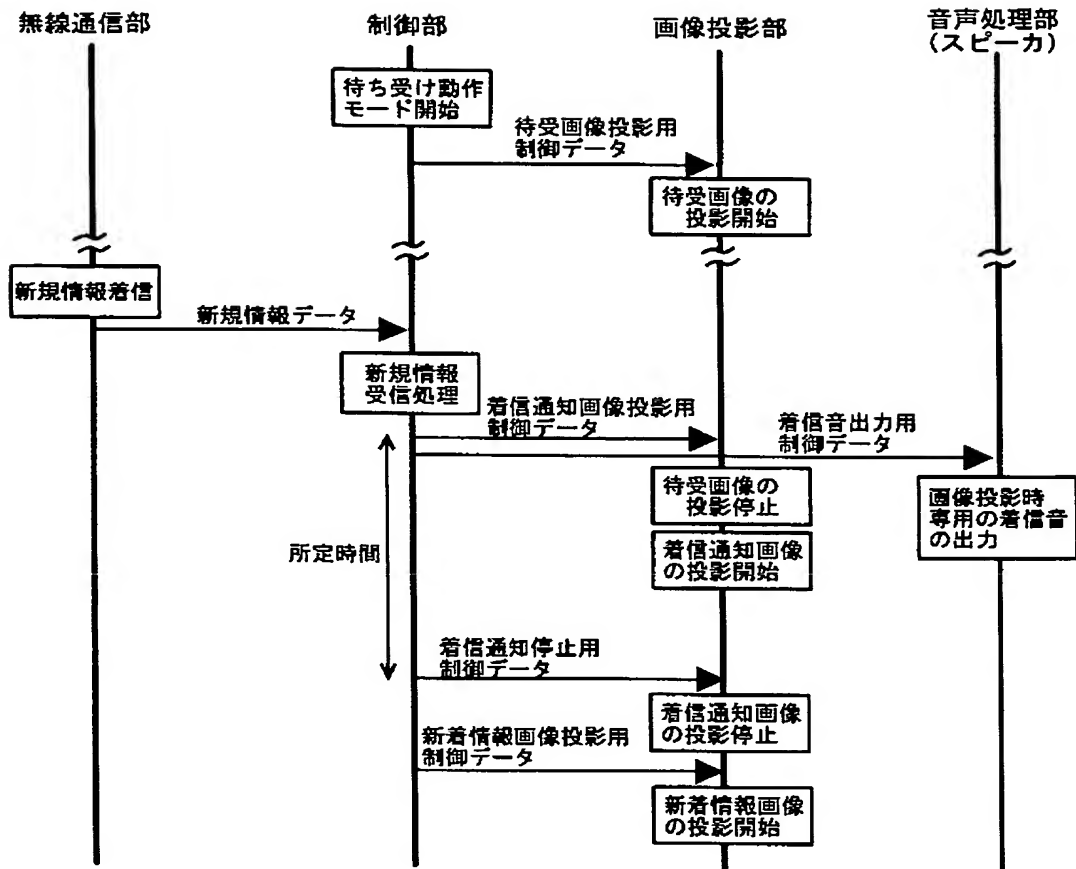 無線通信部
制御部
画像投影部
音声処理部
(スピーカ)
待ち受け動作
モード開始
待受画像投影用
制御データ
待受画像の
投影開始
新規情報着信
新規情報データ
新規情報
受信処理
着信通知画像投影用
制御データ
着信音出力用
制御データ
待受画像の
投影停止
画像投影時
専用の着信音
の出力
着信通知画像
の投影開始
所定時間
着信通知停止用
制御データ
着信通知画像
の投影停止
新着情報画像投影用
制御データ
新着情報画像
の投影開始